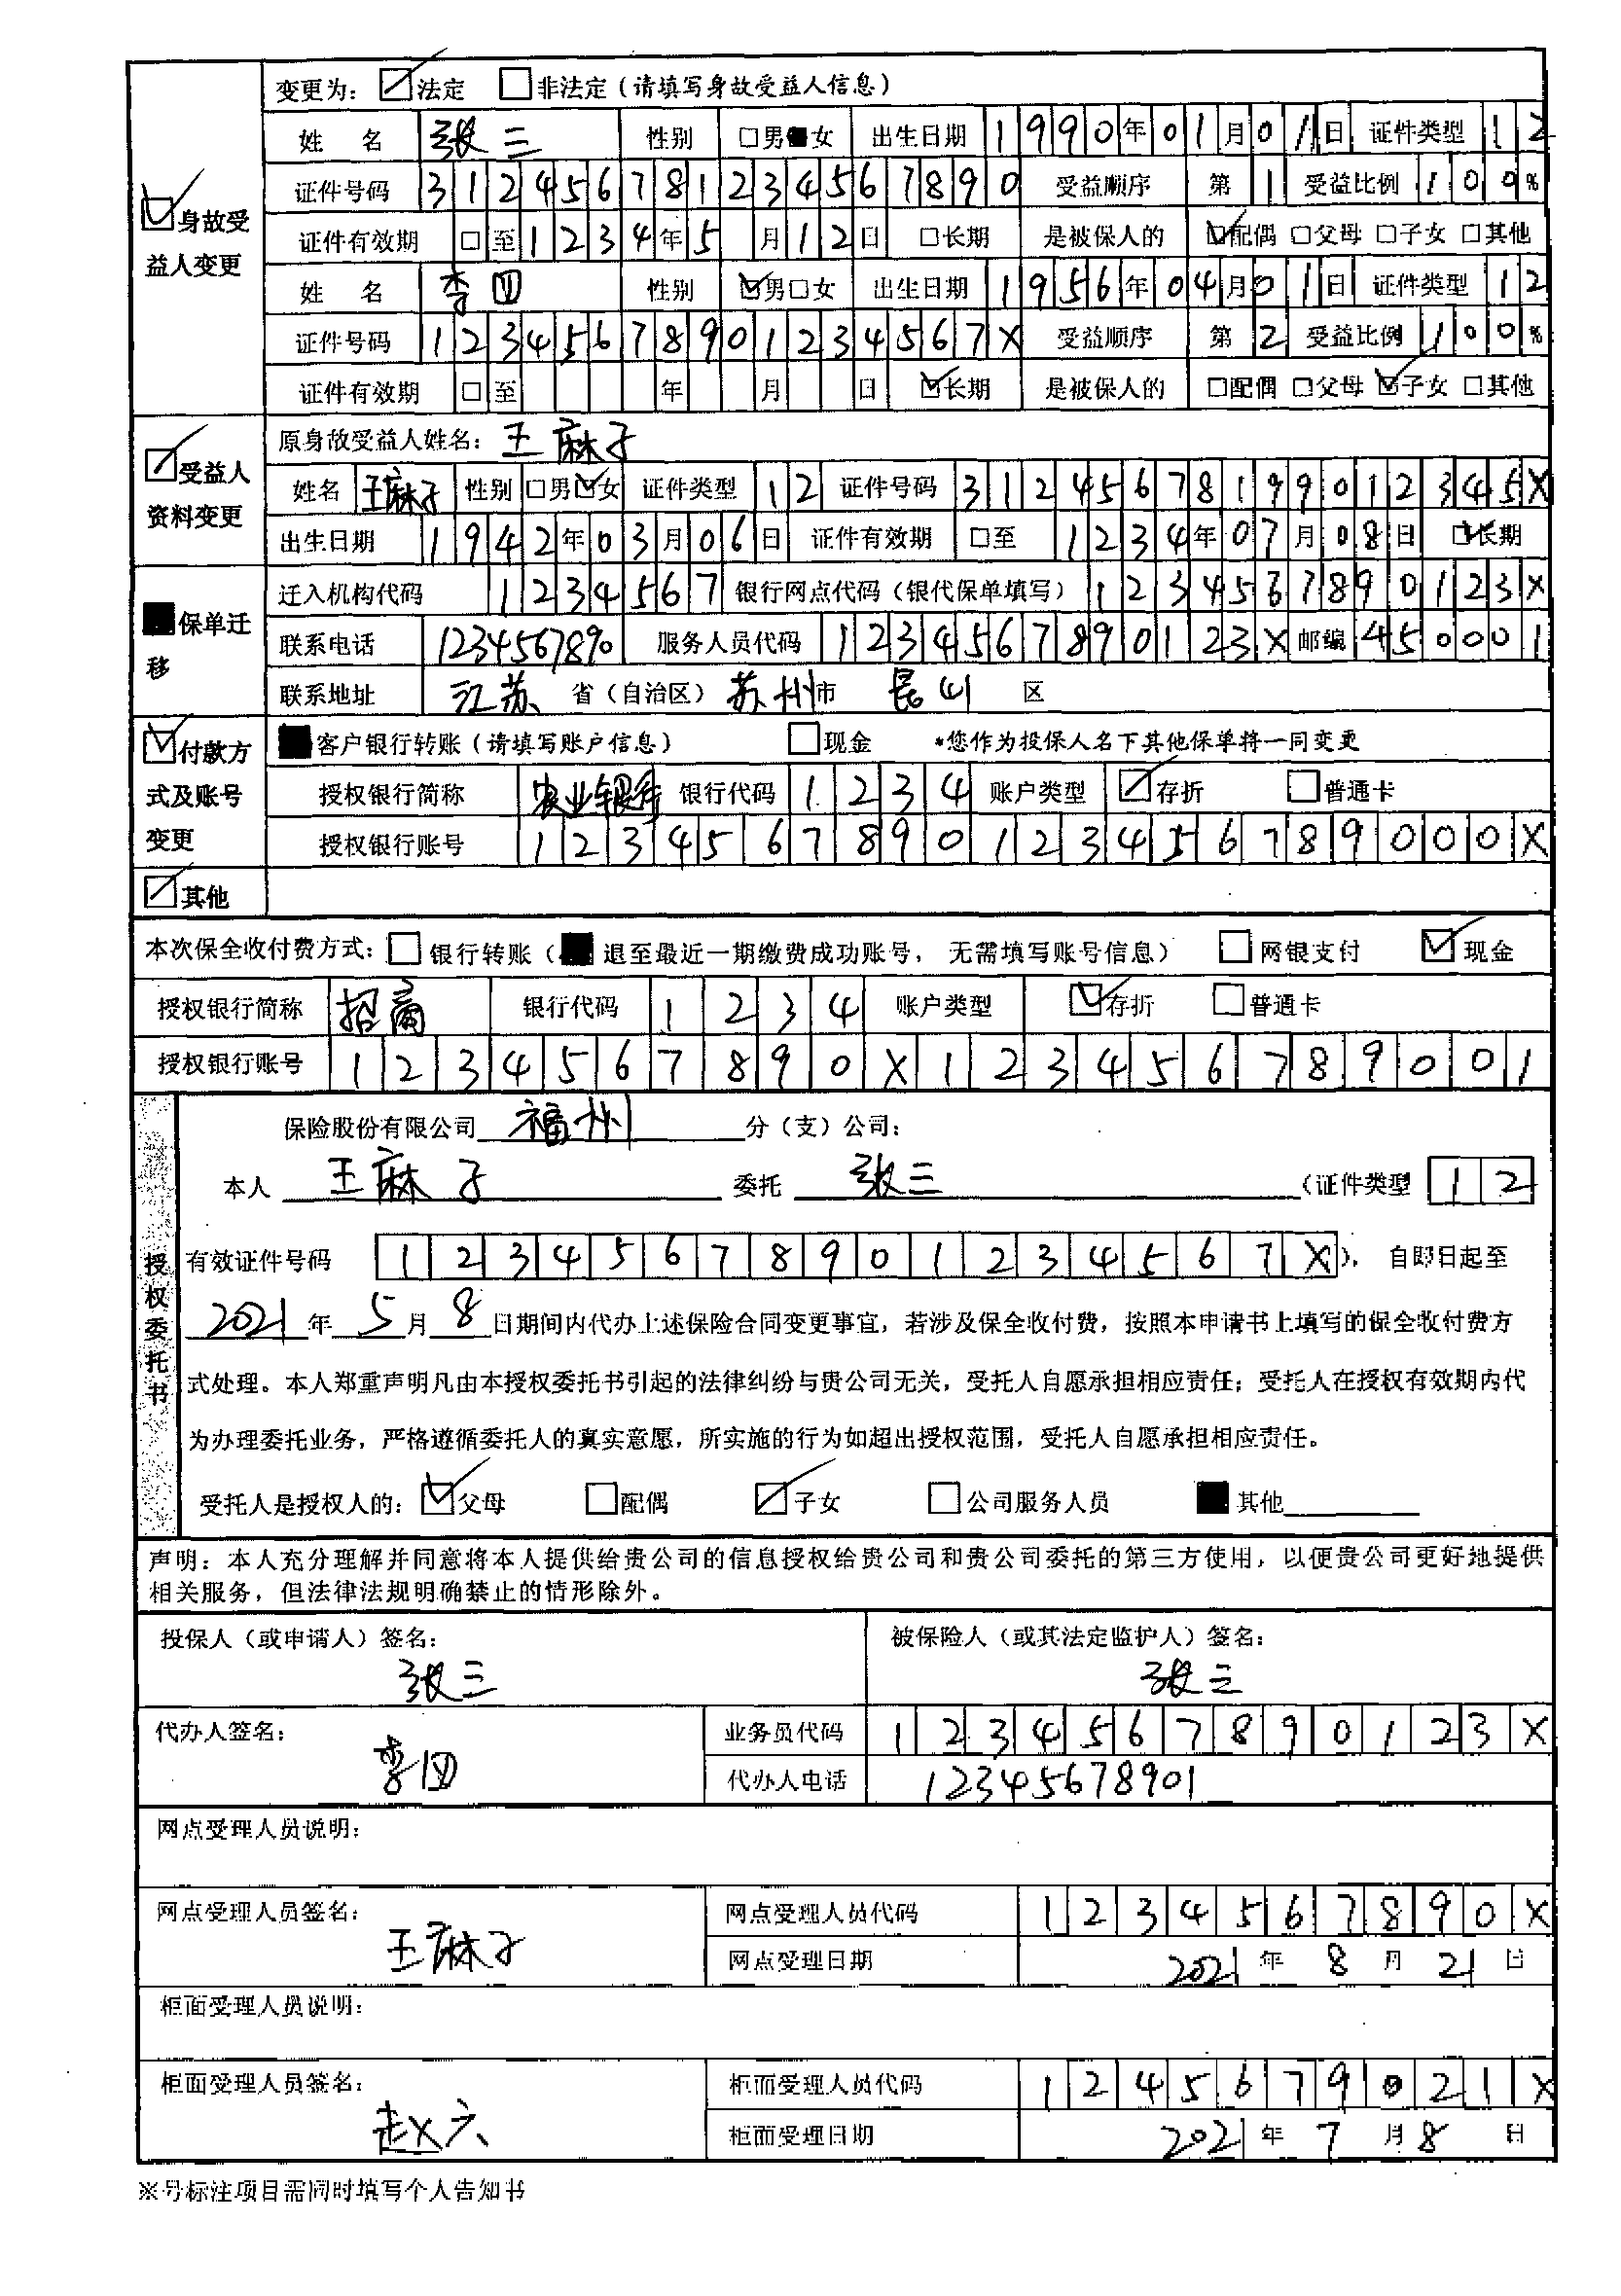 变更为：☑法定 □非法定（请填写身故受益人信息）
☑身故受益人变更
姓 名 张三 性别 □男■女 出生日期 1990年01月01日 证件类型 12
证件号码 312456781234567890 受益顺序 第1 受益比例 100%
证件有效期 □至1234年5月12日 □长期 是被保人的 ☑配偶 □父母 □子女 □其他
姓 名 李四 性别 ☑男□女 出生日期 1956年04月01日 证件类型 12
证件号码 12345678901234567X 受益顺序 第2 受益比例 100%
证件有效期 □至 年 月 日 ☑长期 是被保人的 □配偶 □父母 ☑子女 □其他
☑受益人资料变更
原身故受益人姓名：王麻子
姓名 王麻子 性别 □男☑女 证件类型 12 证件号码 31245678199012345X
出生日期 1942年03月06日 证件有效期 □至 1234年07月08日 ☑长期
■保单迁移
迁入机构代码 1234567 银行网点代码（银代保单填写） 1234567890123X
联系电话 1234567890 服务人员代码 1234567890123X 邮编 450001
联系地址 江苏 省（自治区） 苏州市 昆山 区
☑付款方式及账号变更
■客户银行转账（请填写账户信息） □现金 *您作为投保人名下其他保单将一同变更
授权银行简称 农业银行 银行代码 1234 账户类型 ☑存折 □普通卡
授权银行账号 1234567890123456789000X
☑其他
本次保全收付费方式：□银行转账（■退至最近一期缴费成功账号，无需填写账号信息） □网银支付 ☑现金
授权银行简称 招商 银行代码 1234 账户类型 ☑存折 □普通卡
授权银行账号 1234567890X123456789001
授权委托书
保险股份有限公司 福州 分（支）公司：
本人 王麻子 委托 张三 （证件类型 12
有效证件号码 12345678901234567X），自即日起至
2021年5月8日期间内代办上述保险合同变更事宜，若涉及保全收付费，按照本申请书上填写的保全收付费方
式处理。本人郑重声明凡由本授权委托书引起的法律纠纷与贵公司无关，受托人自愿承担相应责任；受托人在授权有效期内代
为办理委托业务，严格遵循委托人的真实意愿，所实施的行为如超出授权范围，受托人自愿承担相应责任。
受托人是授权人的：☑父母 □配偶 ☑子女 □公司服务人员 ■其他
声明：本人充分理解并同意将本人提供给贵公司的信息授权给贵公司和贵公司委托的第三方使用，以便贵公司更好地提供
相关服务，但法律法规明确禁止的情形除外。
投保人（或申请人）签名： 被保险人（或其法定监护人）签名：
张三 张三
代办人签名： 李四 业务员代码 1234567890123X
代办人电话 12345678901
网点受理人员说明：
网点受理人员签名： 王麻子 网点受理人员代码 1234567890X
网点受理日期 2021年8月21日
柜面受理人员说明：
柜面受理人员签名： 赵六 柜面受理人员代码 1245679021X
柜面受理日期 2021年7月8日
※号标注项目需同时填写个人告知书